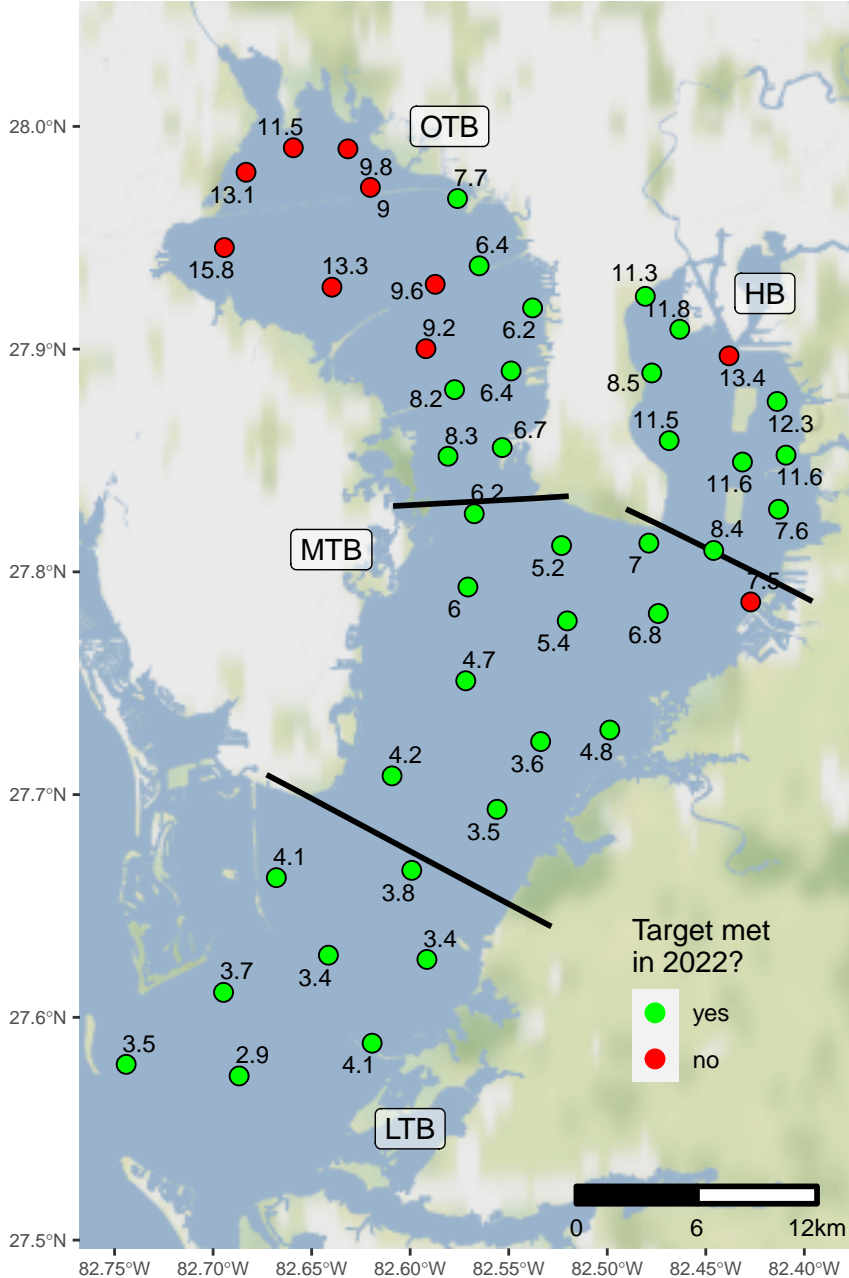 OTB
28.0°N
11.5
9.8
13.1
9
7.7
15.8
13.3
9.6
6.4
11.3
HB
11.8
6.2
9.2
27.9°N
13.4
8.5
8.2
6.4
12.3
11.5
8.3
6.7
11.6
11.6
6.2
7.6
MTB
8.4
5.2
7
27.8°N
7.5
6
5.4
6.8
4.7
4.2
3.6
4.8
27.7°N
3.5
4.1
3.8
3.4
3.4
Target met
in 2022?
3.7
yes
27.6°N
3.5
2.9
4.1
no
LTB
0 6 12km
27.5°N
82.75°W 82.70°W 82.65°W 82.60°W 82.55°W 82.50°W 82.45°W 82.40°W